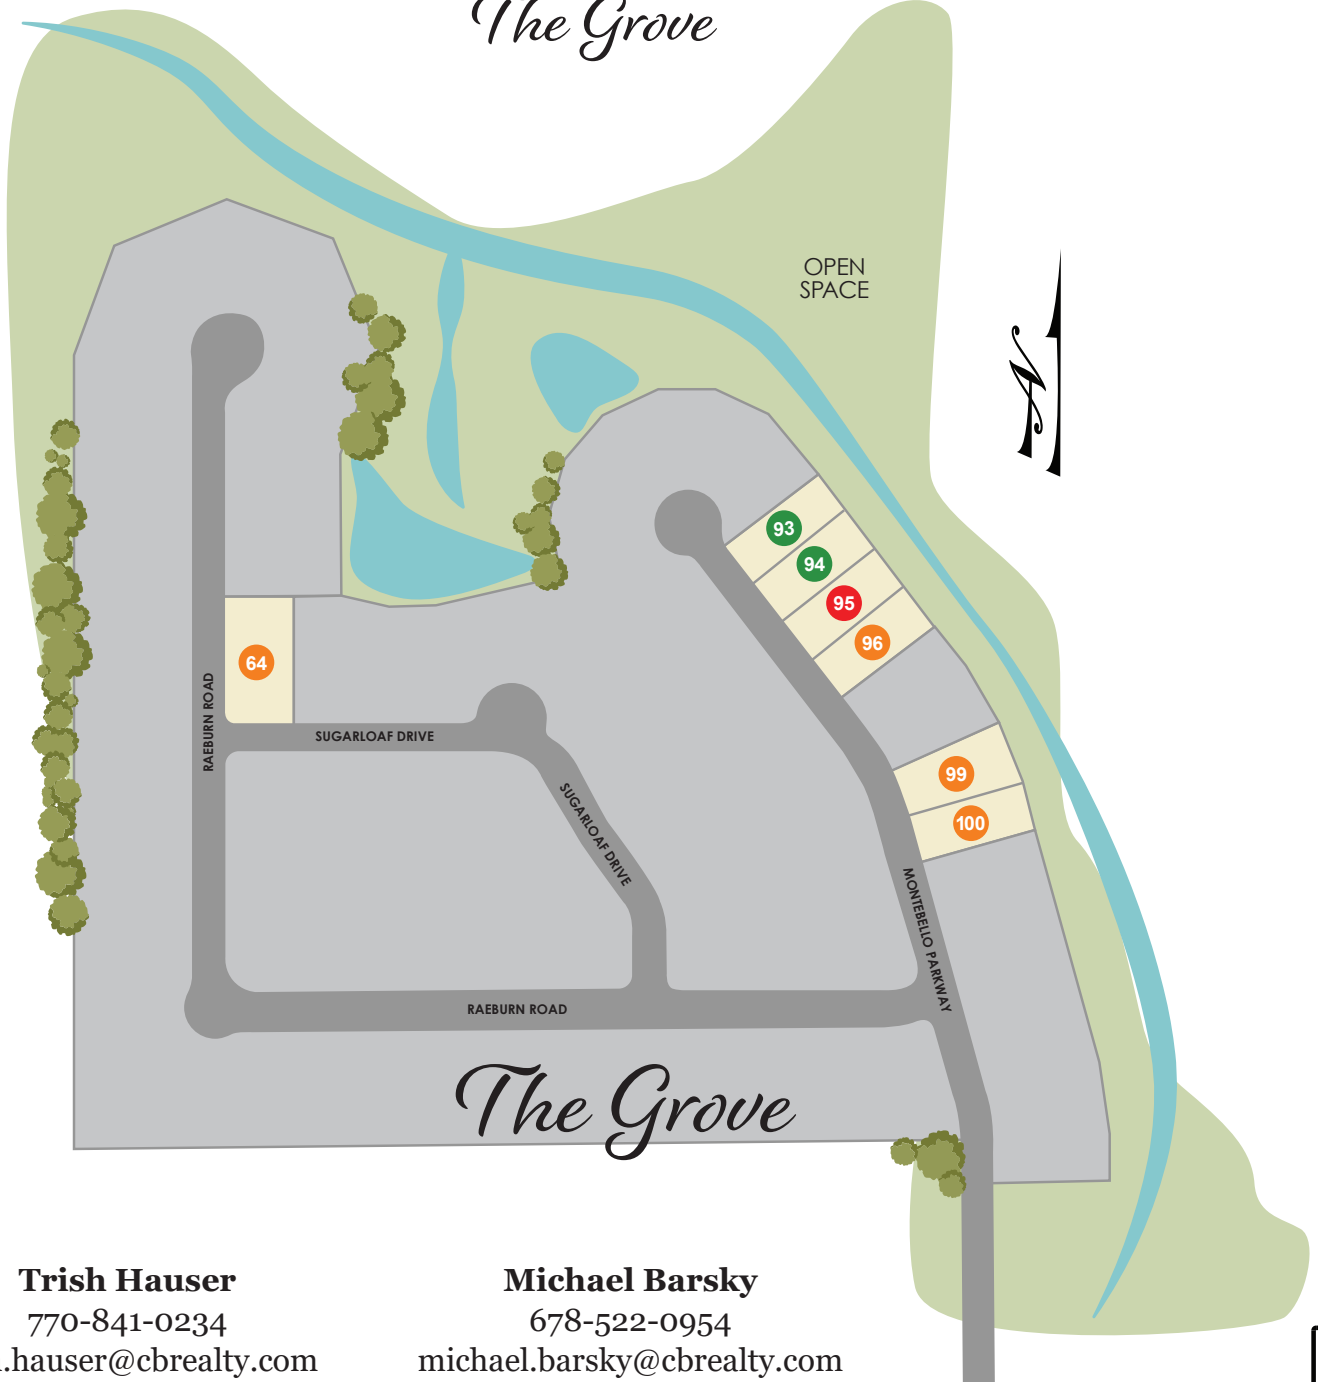 The Grove
OPEN
SPACE
N
93
94
95
96
64
RAEBURN ROAD
SUGARLOAF DRIVE
SUGARLOAF DRIVE
99
100
MONTEBELLO PARKWAY
RAEBURN ROAD
The Grove
Trish Hauser
770-841-0234
.hauser@cbrealty.com
Michael Barsky
678-522-0954
michael.barsky@cbrealty.com